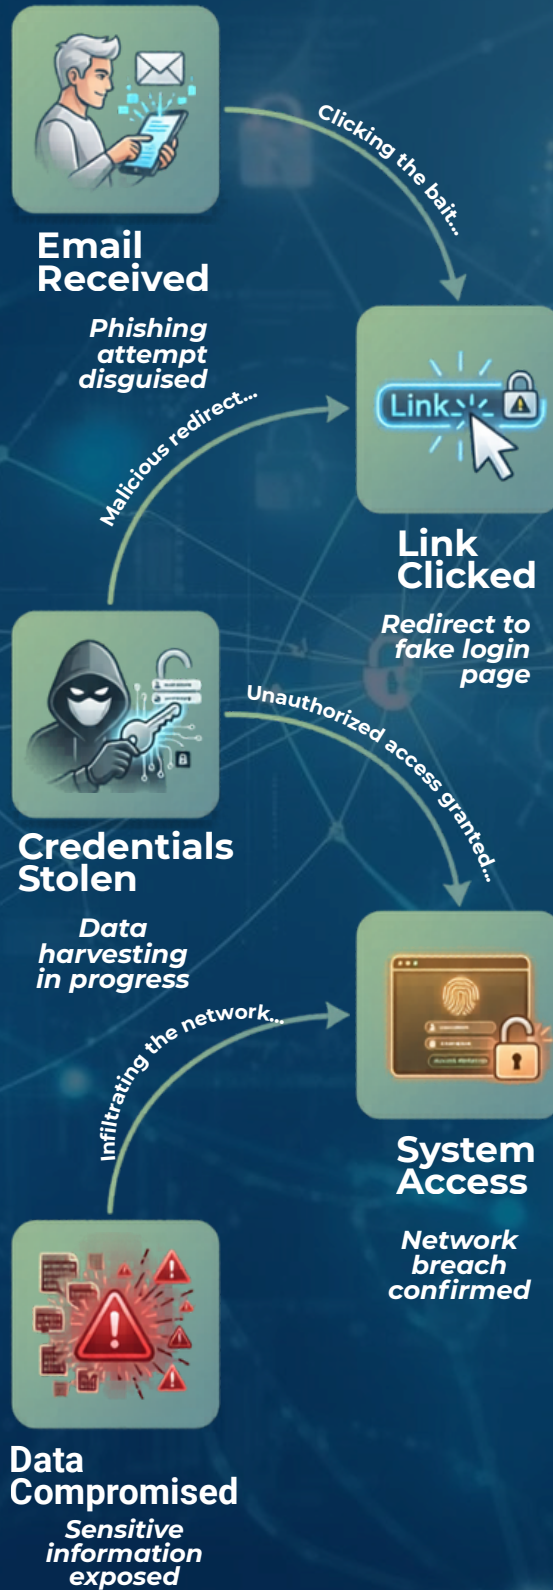 Clicking the bait...
Email
Received
Phishing
attempt
disguised
Malicious redirect...
Link
Link
Clicked
Redirect to
fake login
page
Unauthorized access granted...
Credentials
Stolen
Data
harvesting
in progress
Infiltrating the network...
System
Access
Network
breach
confirmed
Data
Compromised
Sensitive
information
exposed